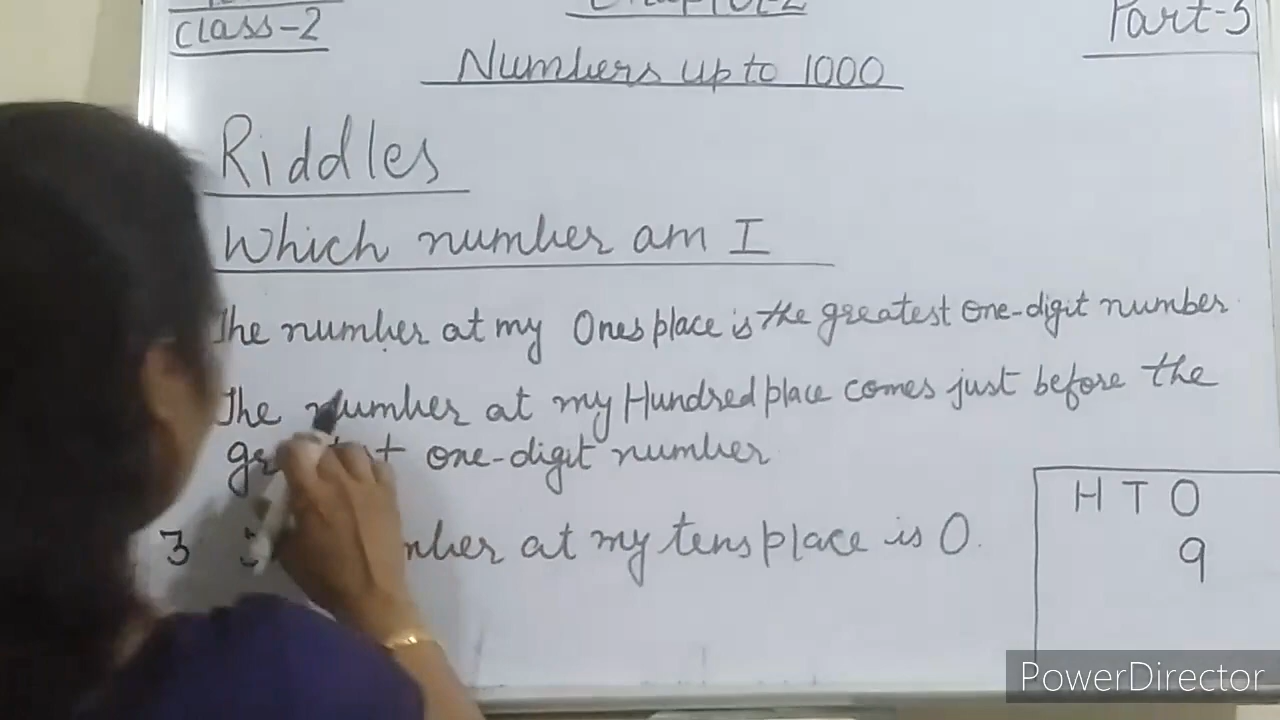 Class-2
Part-3
Numbers up to 1000
Riddles
Which number am I
The number at my Ones place is the greatest one-digit number
The number at my Hundred place comes just before the
one-digit number
3 at my tens place is 0.
H T O
9
PowerDirector